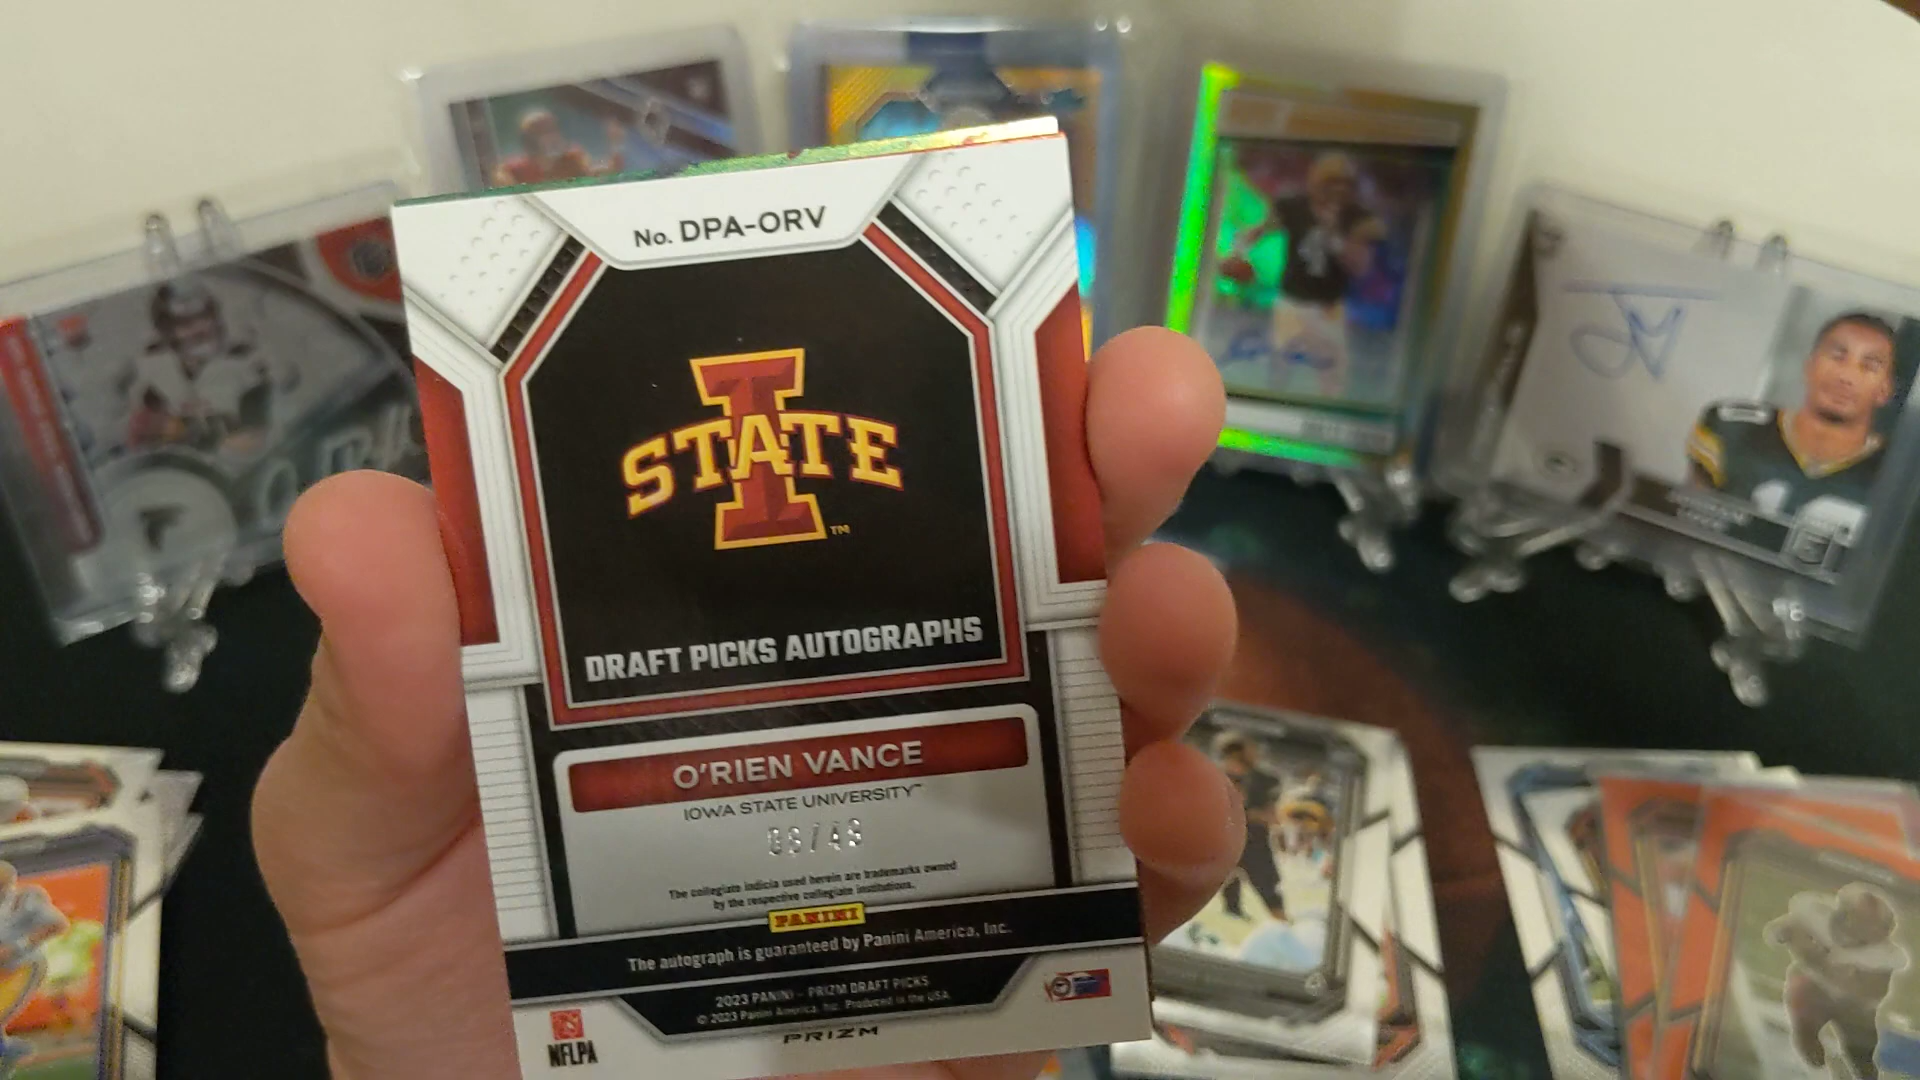 No. DPA-ORV
STATE
I
TM
DRAFT PICKS AUTOGRAPHS
O'RIEN VANCE
IOWA STATE UNIVERSITY™
The collegiate indicia used herein are trademarks owned
by the respective collegiate institutions.
PANINI
The autograph is guaranteed by Panini America, Inc.
2023 PANINI – PRIZM DRAFT PICKS
© 2023 Panini America, Inc. Produced in the USA.
PRIZM
NFLPA